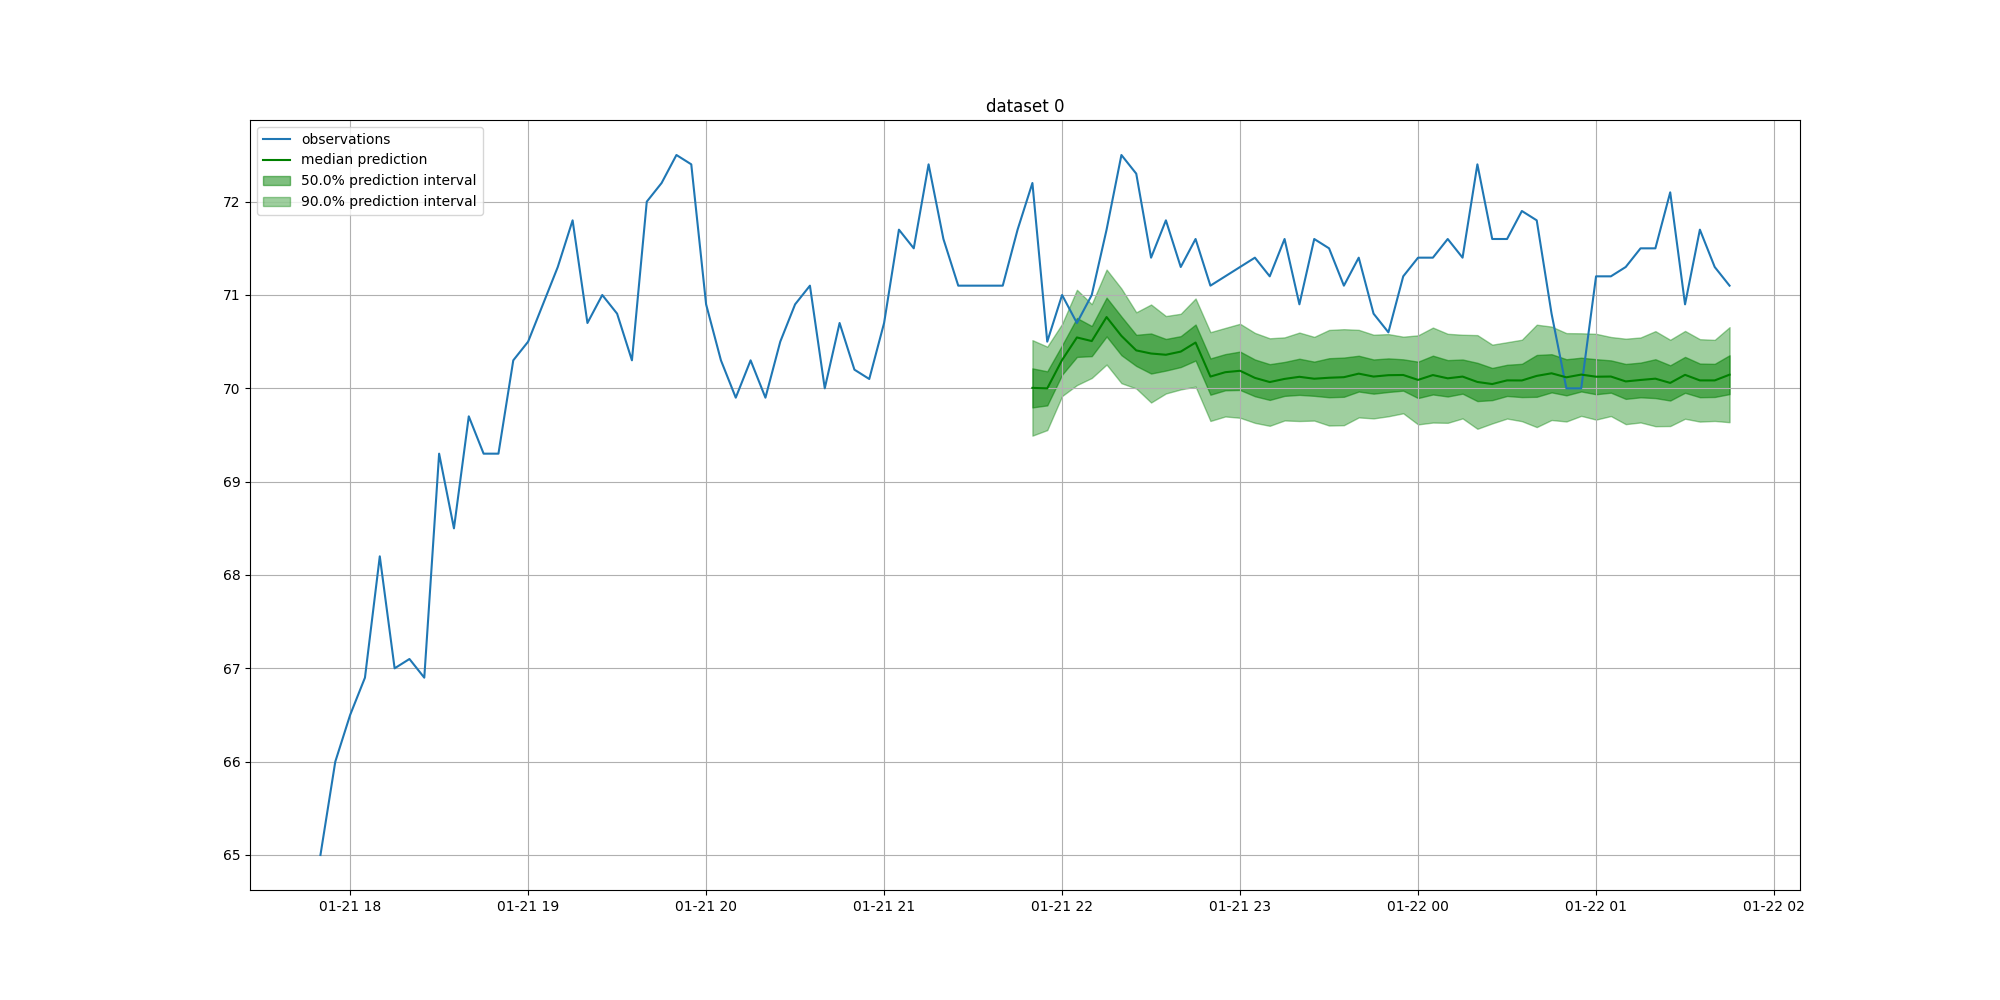 dataset 0
observations
median prediction
50.0% prediction interval
90.0% prediction interval
72
71
70
69
68
67
66
65
01-21 18 01-21 19 01-21 20 01-21 21 01-21 22 01-21 23 01-22 00 01-22 01 01-22 02